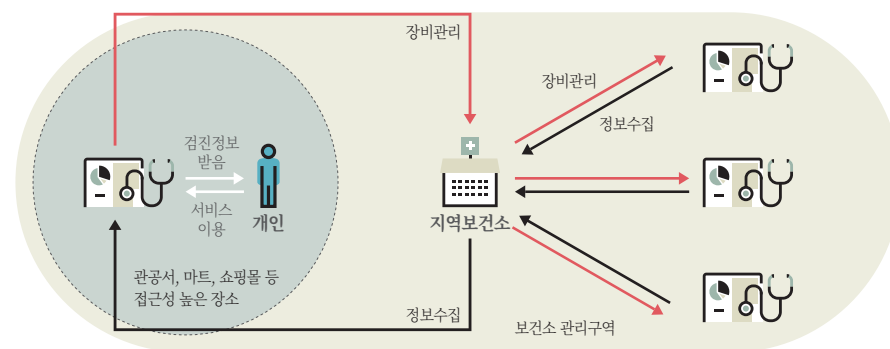 장비관리
장비관리
정보수집
검진정보
받음
서비스
이용
개인
지역보건소
관공서, 마트, 쇼핑몰 등
접근성 높은 장소
정보수집
보건소 관리구역